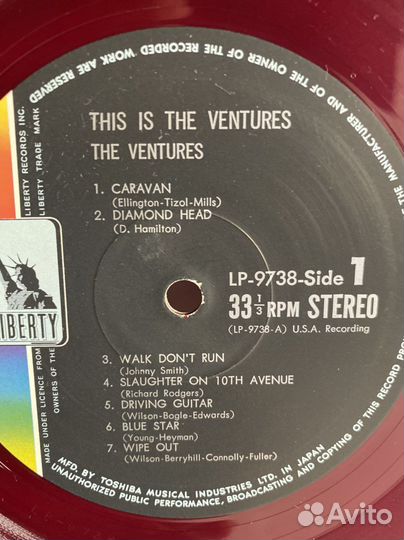 THIS IS THE VENTURES
THE VENTURES
1. CARAVAN
(Ellington-Tizol-Mills)
2. DIAMOND HEAD
(D. Hamilton)
LP-9738-Side 1
33 1/3 RPM STEREO
(LP-9738-A) U.S.A. Recording
3. WALK DON'T RUN
(Johnny Smith)
4. SLAUGHTER ON 10TH AVENUE
(Richard Rodgers)
5. DRIVING GUITAR
(Wilson-Bogle-Edwards)
6. BLUE STAR
(Young-Heyman)
7. WIPE OUT
(Wilson-Berryhill-Connolly-Fuller)
LIBERTY
LIBERTY RECORDS INC.
LIBERTY TRADE MARK
MADE UNDER LICENCE FROM
OWNERS OF THE
MFD. BY TOSHIBA MUSICAL INDUSTRIES LTD. IN JAPAN
UNAUTHORIZED PUBLIC PERFORMANCE, BROADCASTING AND COPYING OF THIS RECORD
THE MANUFACTURER AND OF THE OWNER OF THE RECORDED WORK ARE RESERVED
Avito